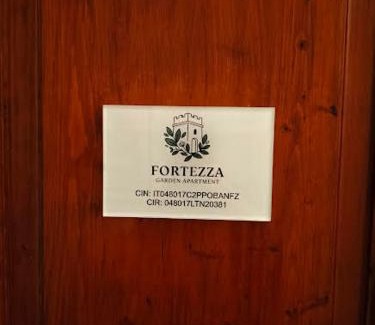 FORTEZZA
GARDEN APARTMENT
CIN: IT048017C2PPOBANFZ
CIR: 048017LTN20381